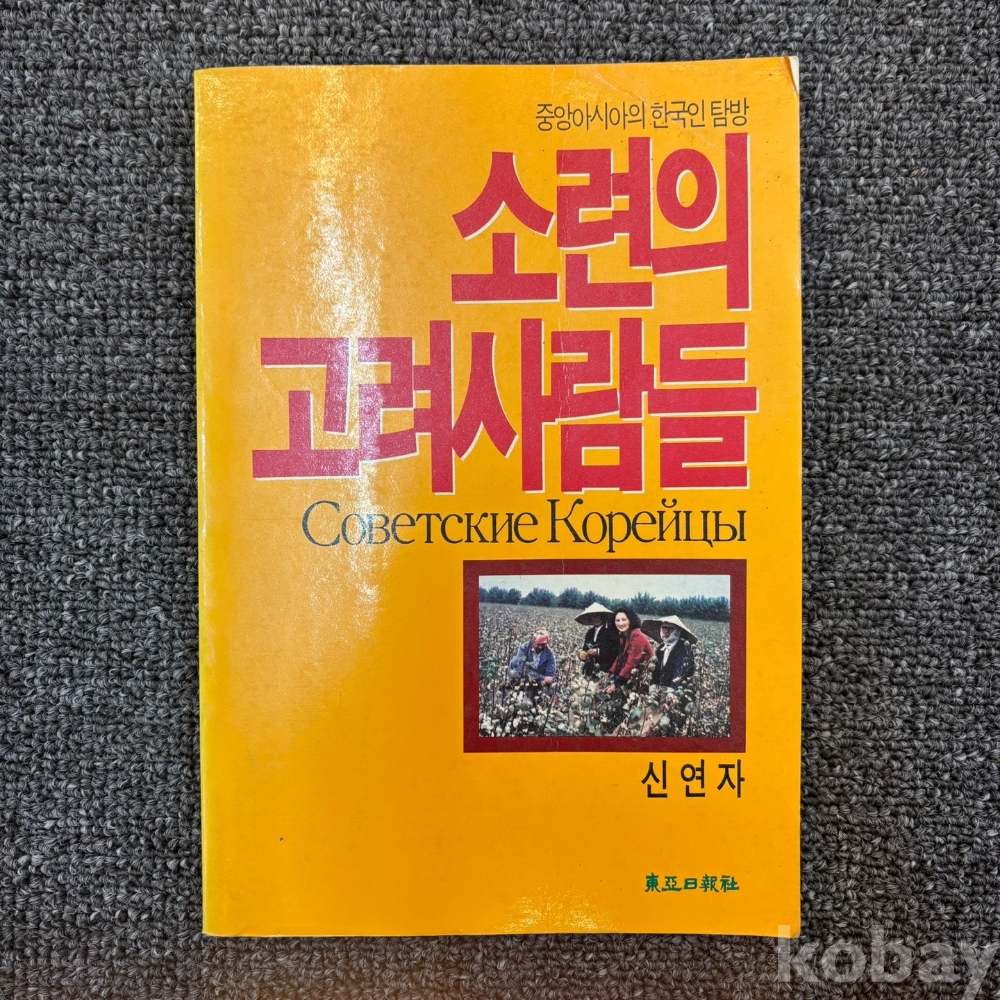 중앙아시아의 한국인 탐방
소련의
고려사람들
Советские Корейцы
신연자
東亞日報社
kobay